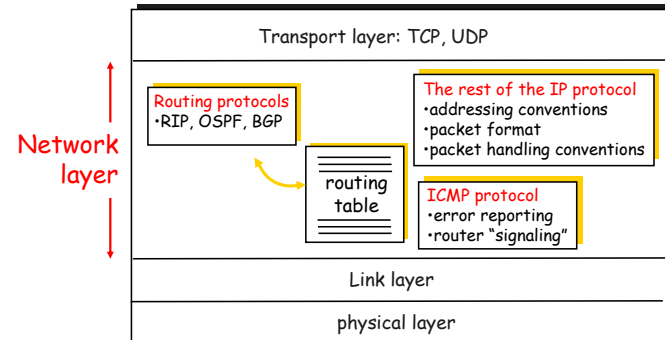 Transport layer: TCP, UDP
Network
layer
Routing protocols
•RIP, OSPF, BGP
routing
table
The rest of the IP protocol
•addressing conventions
•packet format
•packet handling conventions
ICMP protocol
•error reporting
•router “signaling”
Link layer
physical layer